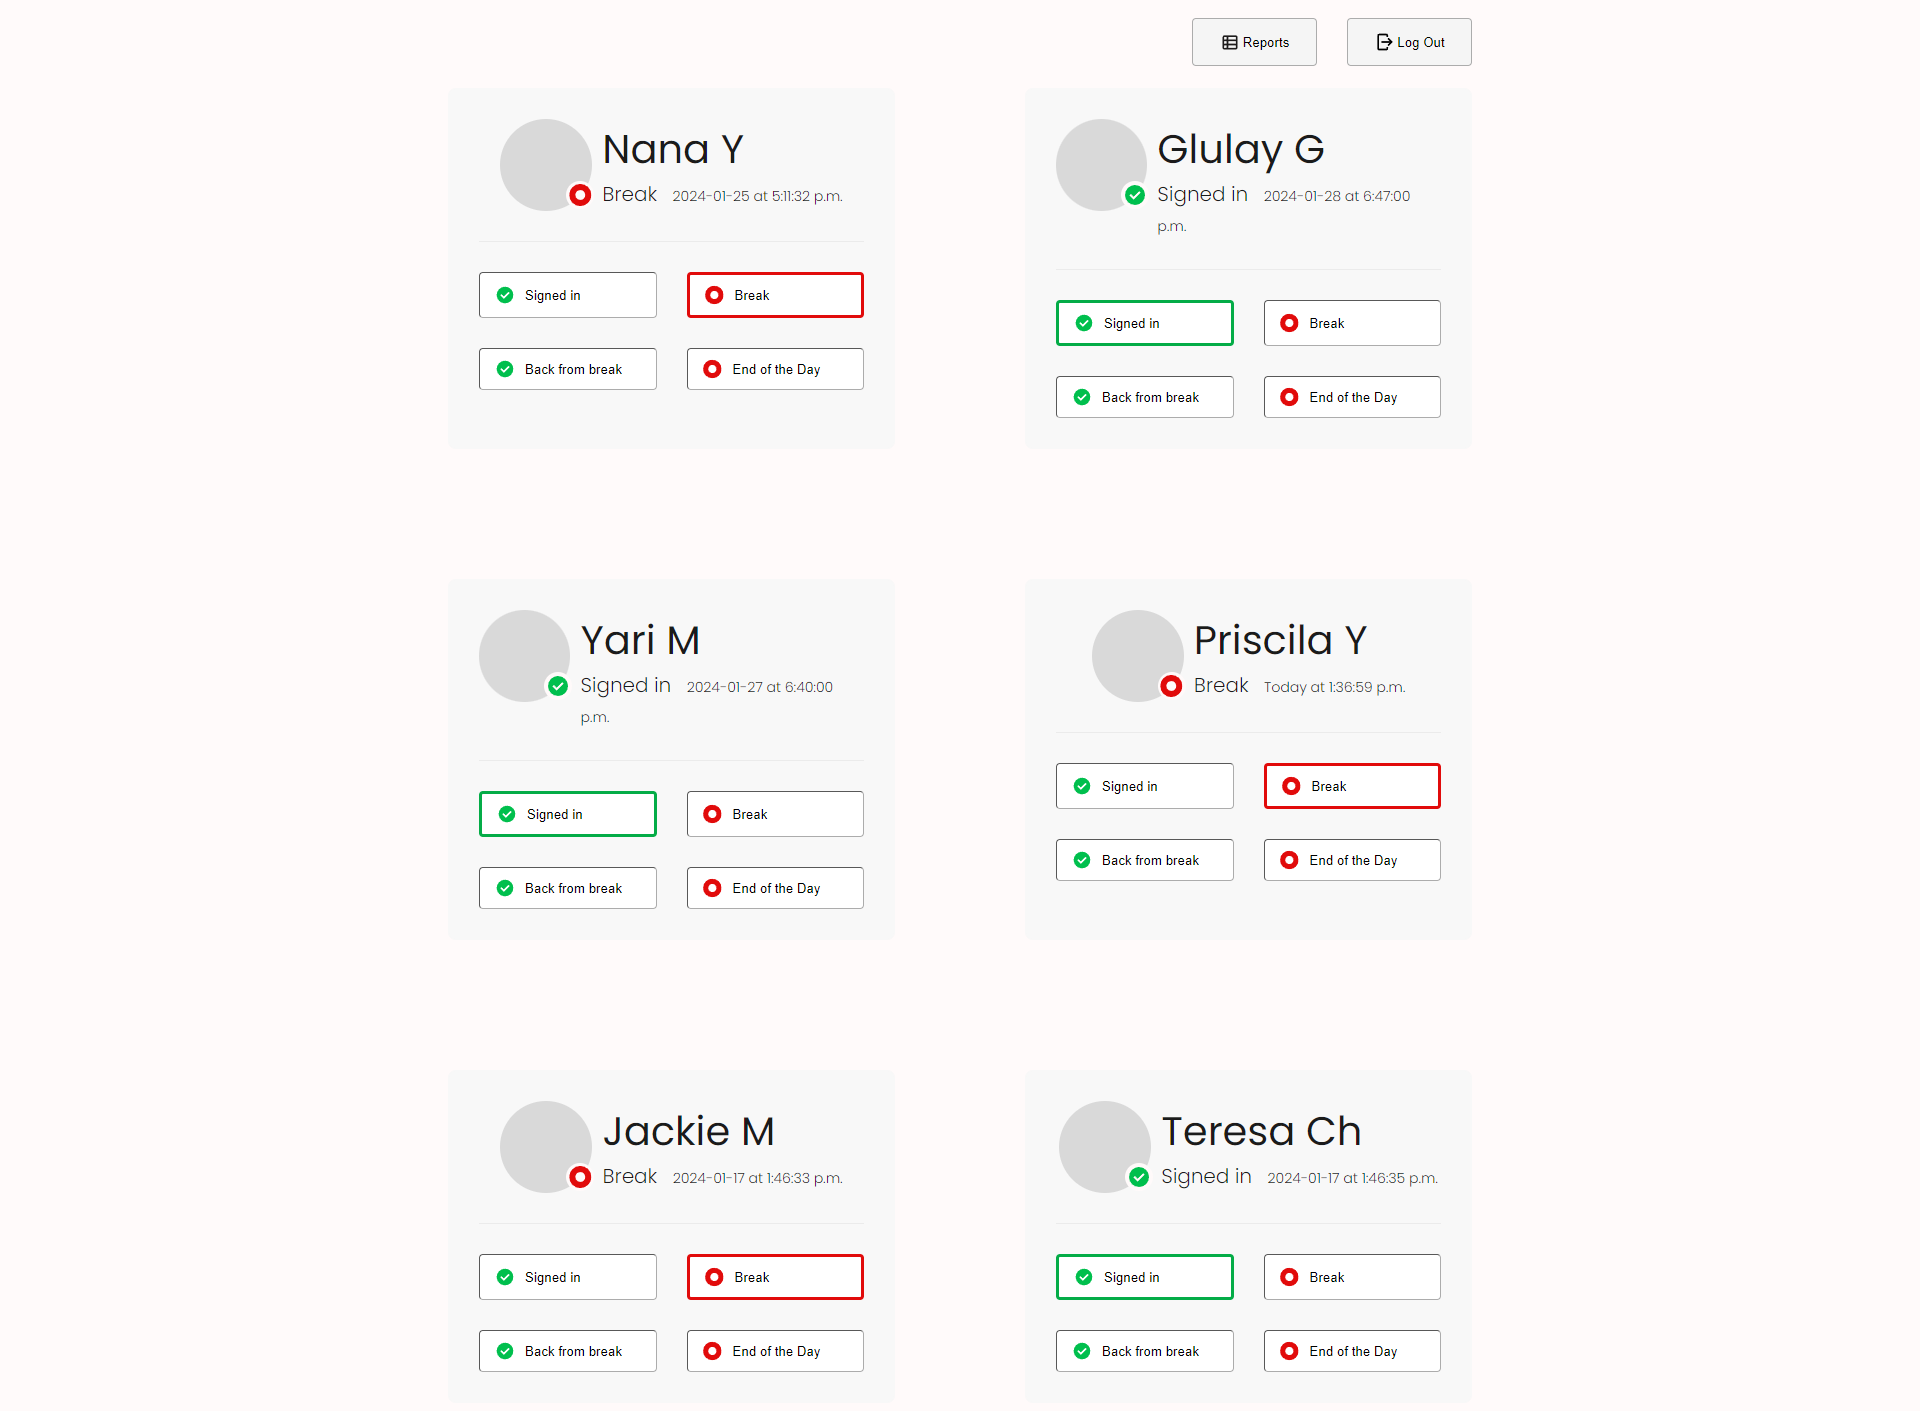 Reports
Log Out
Nana Y
Break 2024-01-25 at 5:11:32 p.m.
Signed in
Break
Back from break
End of the Day
Glulay G
Signed in 2024-01-28 at 6:47:00
p.m.
Signed in
Break
Back from break
End of the Day
Yari M
Signed in 2024-01-27 at 6:40:00
p.m.
Signed in
Break
Back from break
End of the Day
Priscila Y
Break Today at 1:36:59 p.m.
Signed in
Break
Back from break
End of the Day
Jackie M
Break 2024-01-17 at 1:46:33 p.m.
Signed in
Break
Back from break
End of the Day
Teresa Ch
Signed in 2024-01-17 at 1:46:35 p.m.
Signed in
Break
Back from break
End of the Day